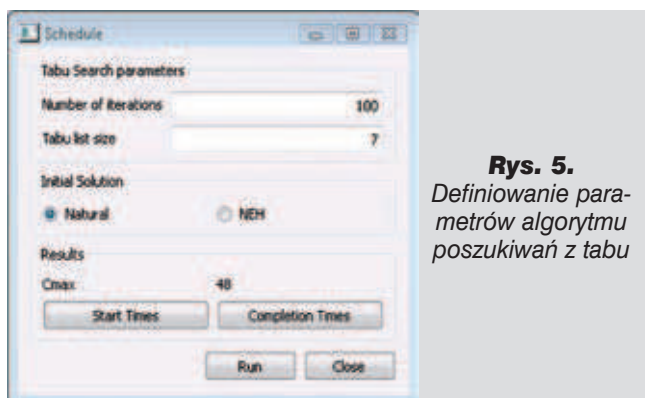 Schedule
Tabu Search parameters
Number of iterations 100
Tabu list size 7
Initial Solution
Natural NEH
Results
Cmax 48
Start Times Completion Times
Run Close
Rys. 5.
Definiowanie para-
metrów algorytmu
poszukiwań z tabu